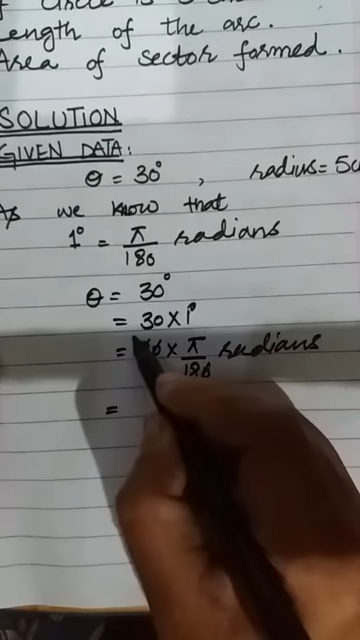 Length of the arc.
Area of sector formed.
SOLUTION
GIVEN DATA:
θ = 30° , radius = 5c
As we know that
1° = π/180 radians
θ = 30°
= 30 × 1°
= × π/180 radians
=